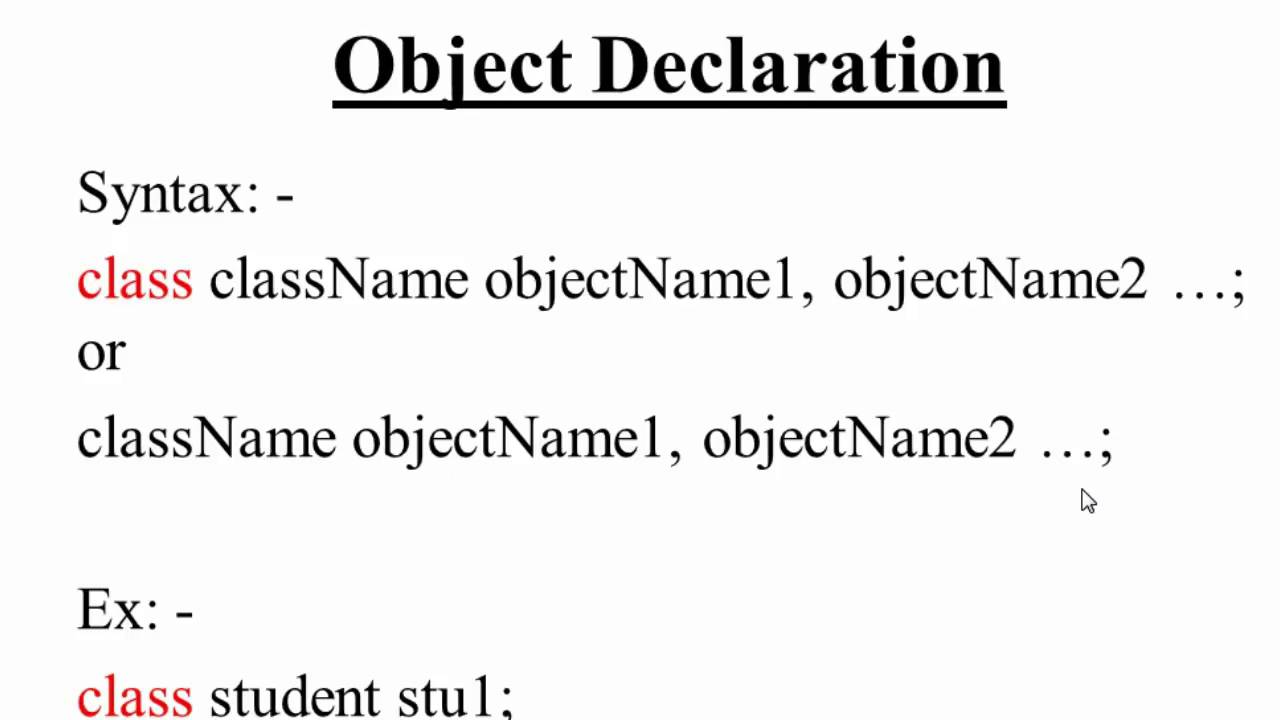 Object Declaration
Syntax: -
class className objectName1, objectName2 …;
or
className objectName1, objectName2 …;
Ex: -
class student stu1;